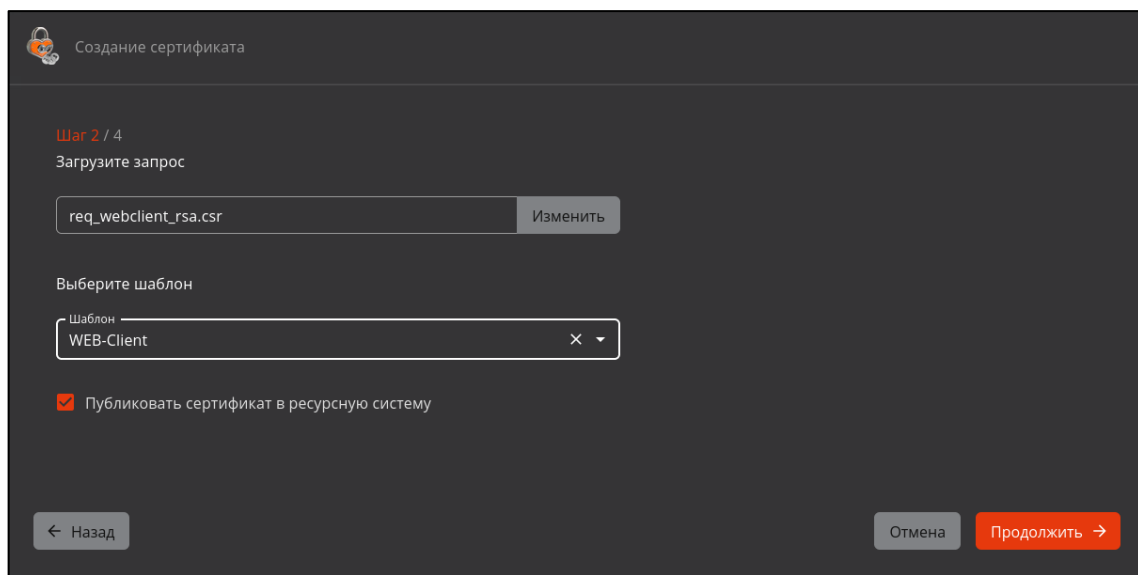 Создание сертификата
Шаг 2 / 4
Загрузите запрос
req_webclient_rsa.csr
Изменить
Выберите шаблон
Шаблон
WEB-Client
Публиковать сертификат в ресурсную систему
Назад
Отмена
Продолжить